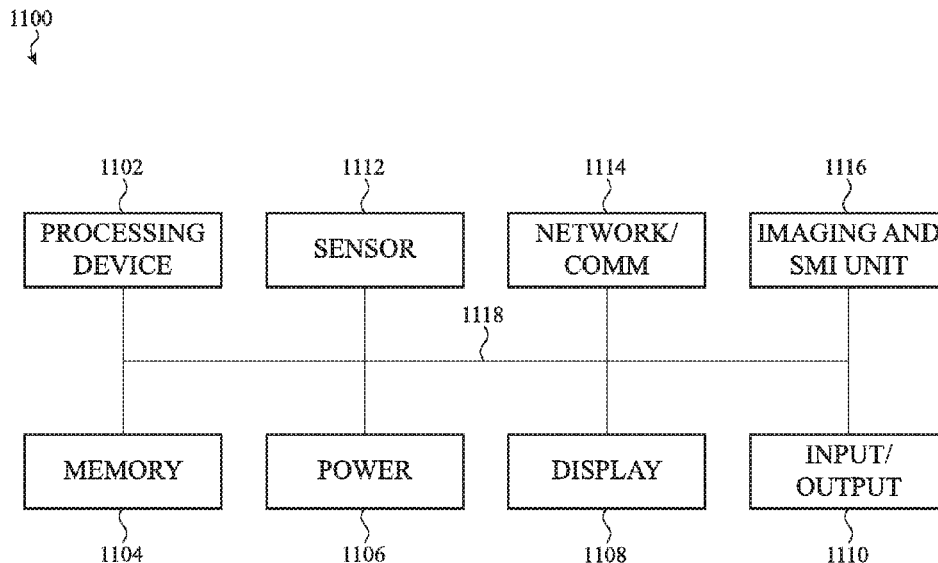 1100
1102
1112
1114
1116
PROCESSING
DEVICE
SENSOR
NETWORK/
COMM
IMAGING AND
SMI UNIT
1118
MEMORY
POWER
DISPLAY
INPUT/
OUTPUT
1104
1106
1108
1110